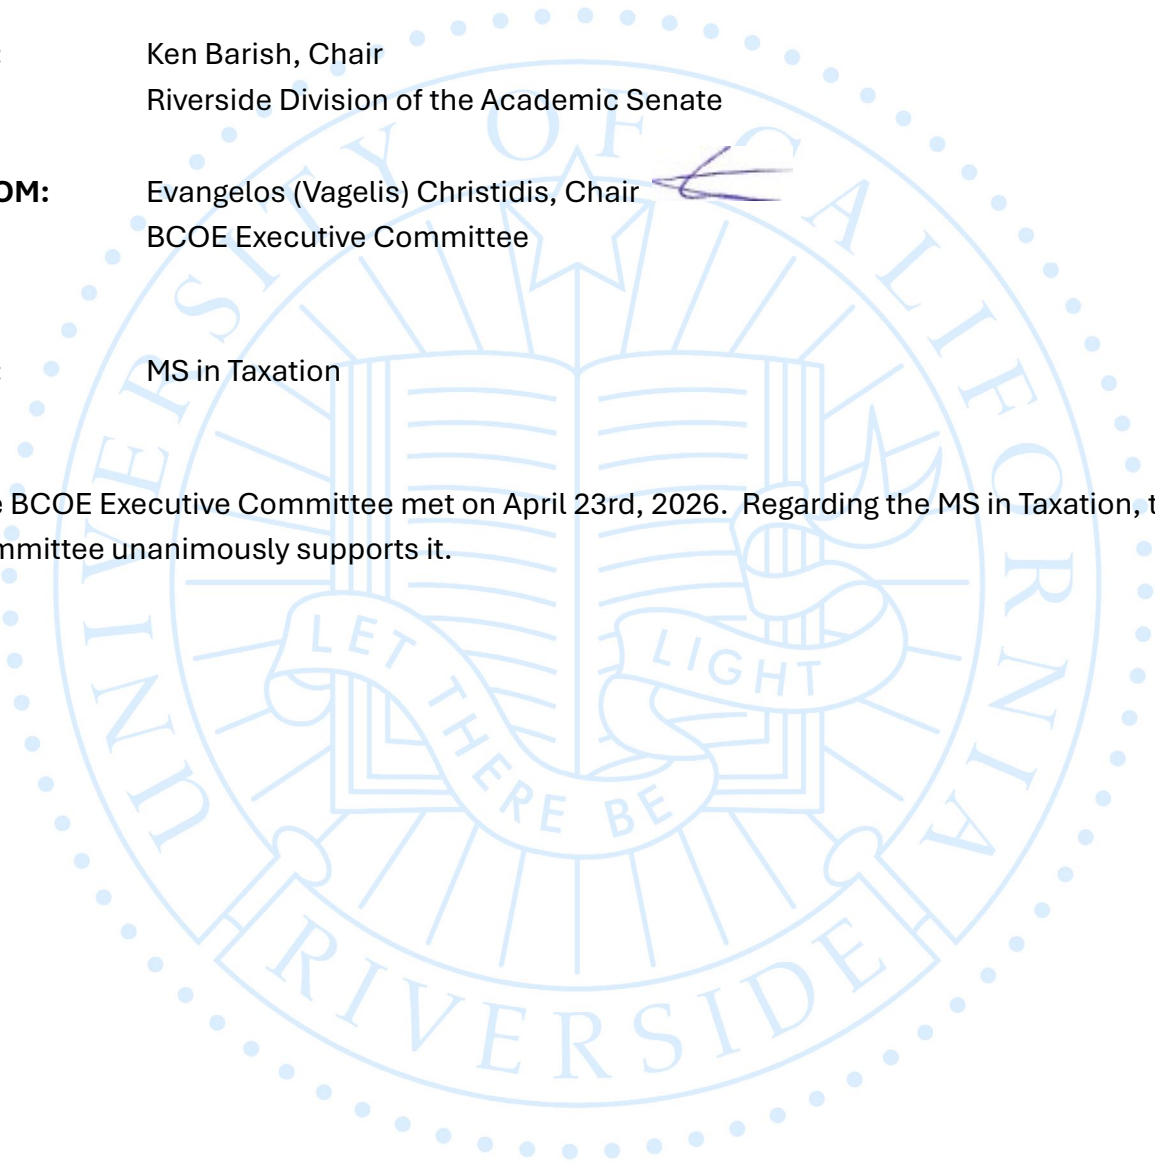 :
Ken Barish, Chair
Riverside Division of the Academic Senate
OM:
Evangelos (Vagelis) Christidis, Chair
BCOE Executive Committee
:
MS in Taxation
e BCOE Executive Committee met on April 23rd, 2026.  Regarding the MS in Taxation, t
mmittee unanimously supports it.
UNIVERSITY OF CALIFORNIA
LET THERE BE LIGHT
RIVERSIDE